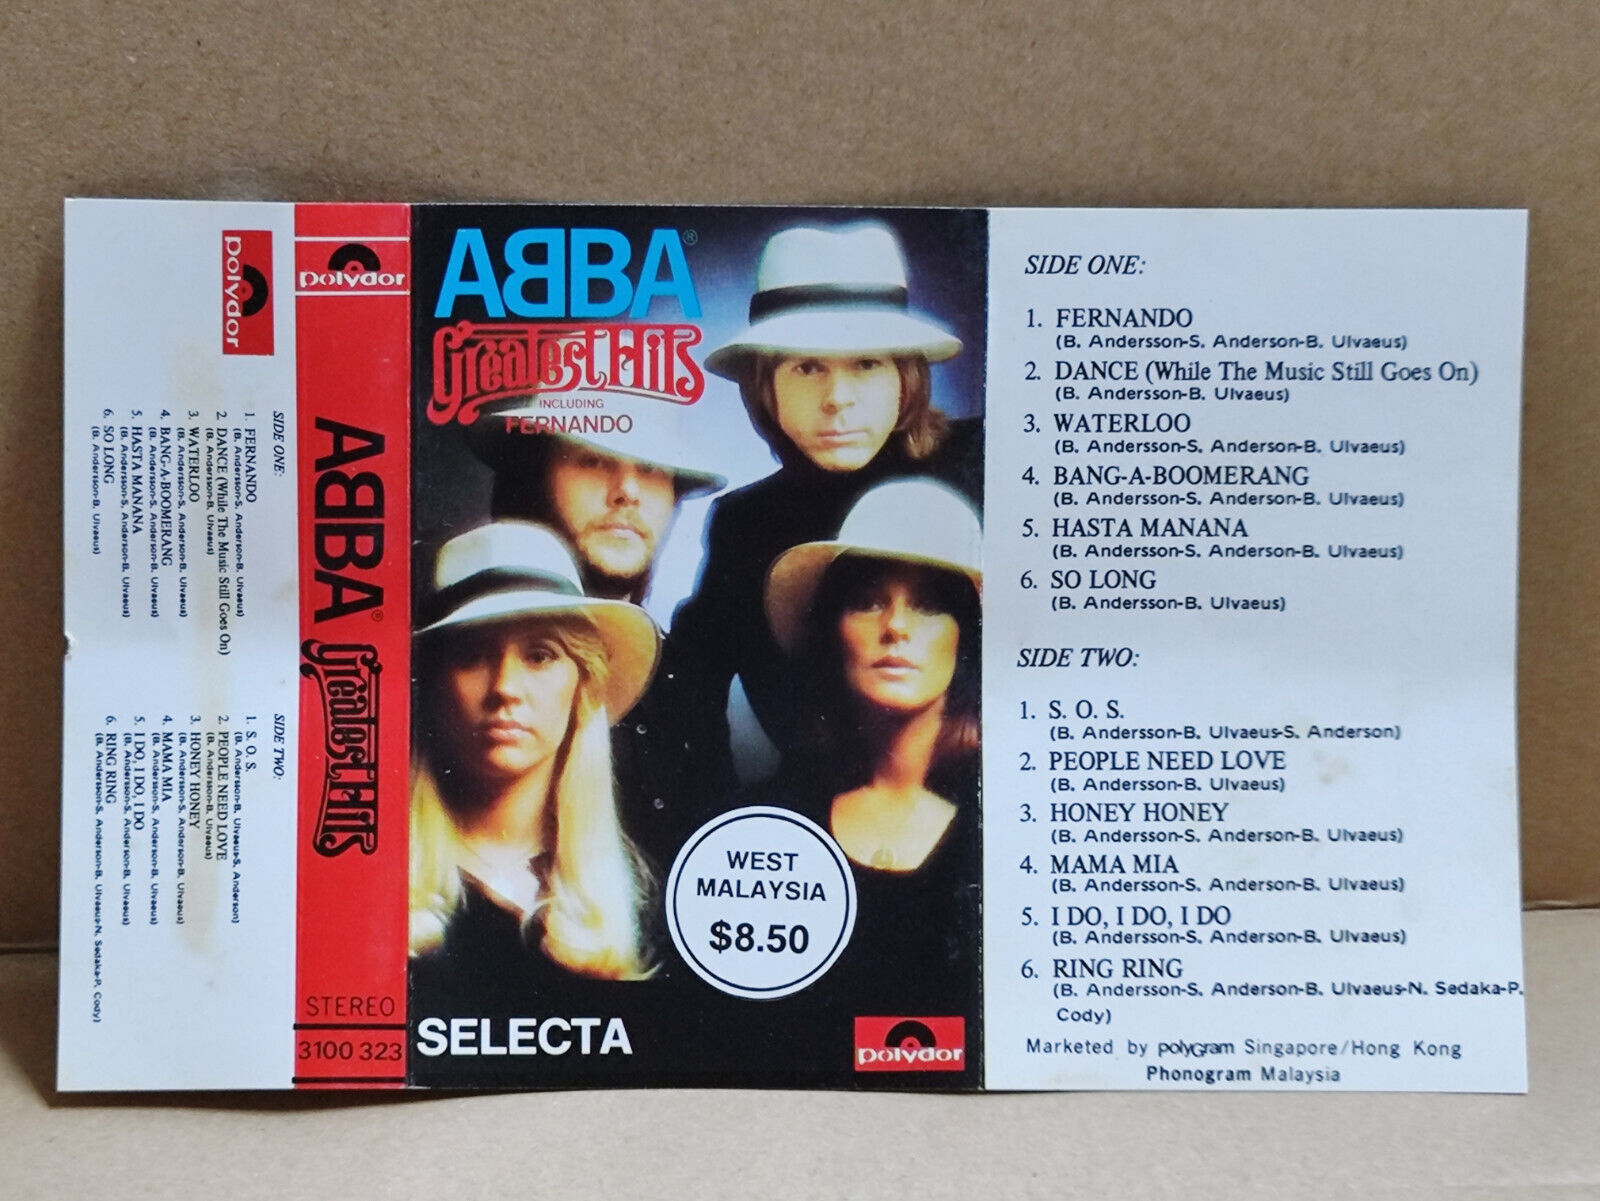 polydor
SIDE ONE:
1. FERNANDO
(B. Andersson-S. Anderson-B. Ulvaeus)
2. DANCE (While The Music Still Goes On)
(B. Andersson-B. Ulvaeus)
3. WATERLOO
(B. Andersson-S. Anderson-B. Ulvaeus)
4. BANG-A-BOOMERANG
(B. Andersson-S. Anderson-B. Ulvaeus)
5. HASTA MANANA
(B. Andersson-S. Anderson-B. Ulvaeus)
6. SO LONG
(B. Andersson-B. Ulvaeus)
SIDE TWO:
1. S. O. S.
(B. Andersson-B. Ulvaeus-S. Anderson)
2. PEOPLE NEED LOVE
(B. Andersson-B. Ulvaeus)
3. HONEY HONEY
(B. Andersson-S. Anderson-B. Ulvaeus)
4. MAMA MIA
(B. Andersson-S. Anderson-B. Ulvaeus)
5. I DO, I DO, I DO
(B. Andersson-S. Anderson-B. Ulvaeus)
6. RING RING
(B. Andersson-S. Anderson-B. Ulvaeus-N. Sedaka-P. Cody)
polydor
AᗺBA® Greatest Hits
STEREO
3100 323
AᗺBA®
Greatest Hits
INCLUDING
FERNANDO
WEST
MALAYSIA
$8.50
SELECTA
polydor
SIDE ONE:
1. FERNANDO
(B. Andersson-S. Anderson-B. Ulvaeus)
2. DANCE (While The Music Still Goes On)
(B. Andersson-B. Ulvaeus)
3. WATERLOO
(B. Andersson-S. Anderson-B. Ulvaeus)
4. BANG-A-BOOMERANG
(B. Andersson-S. Anderson-B. Ulvaeus)
5. HASTA MANANA
(B. Andersson-S. Anderson-B. Ulvaeus)
6. SO LONG
(B. Andersson-B. Ulvaeus)
SIDE TWO:
1. S. O. S.
(B. Andersson-B. Ulvaeus-S. Anderson)
2. PEOPLE NEED LOVE
(B. Andersson-B. Ulvaeus)
3. HONEY HONEY
(B. Andersson-S. Anderson-B. Ulvaeus)
4. MAMA MIA
(B. Andersson-S. Anderson-B. Ulvaeus)
5. I DO, I DO, I DO
(B. Andersson-S. Anderson-B. Ulvaeus)
6. RING RING
(B. Andersson-S. Anderson-B. Ulvaeus-N. Sedaka-P.
Cody)
Marketed by polyGram Singapore/Hong Kong
Phonogram Malaysia